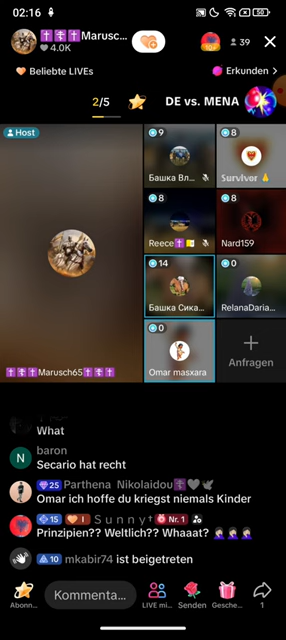 02:16
50
✝️✝️✝️Marusc...
4.0K
39
Beliebte LIVEs
Erkunden >
2/5
DE vs. MENA
Host
9
8
Башка Вл...
Survivor 🙏
8
8
Reece✝️
Nard159
14
0
Башка Сика...
RelanaDaria...
0
✝️✝️✝️Marusch65✝️✝️✝️
Omar masxara
Anfragen
What
N
baron
Secario hat recht
25 Parthena Nikolaidou☦️🩶🕊️
Omar ich hoffe du kriegst niemals Kinder
15 I Sunny✝ Nr. 1
Prinzipien?? Weltlich?? Whaaat? 🤦🏻‍♀️🤦🏻‍♀️🤦🏻‍♀️
10 mkabir74 ist beigetreten
Kommenta...
Abonn...
LIVE mi...
Senden
Gesche...
1